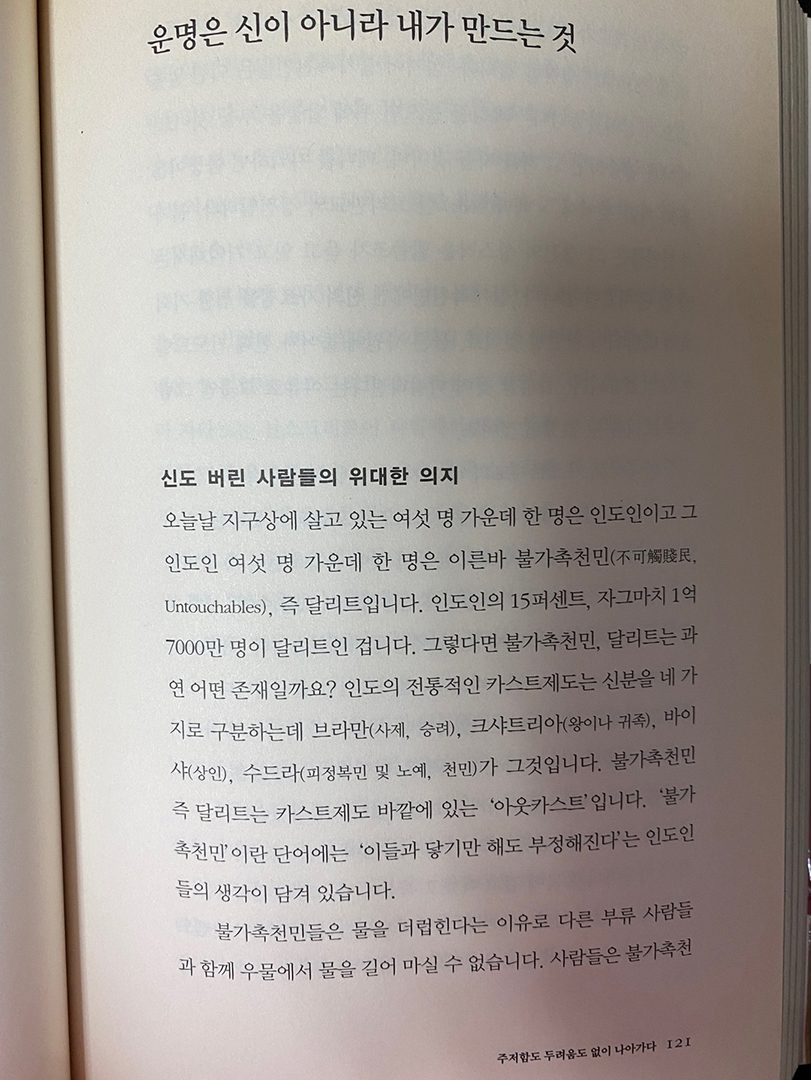 운명은 신이 아니라 내가 만드는 것
신도 버린 사람들의 위대한 의지
오늘날 지구상에 살고 있는 여섯 명 가운데 한 명은 인도인이고 그
인도인 여섯 명 가운데 한 명은 이른바 불가촉천민(不可觸賤民,
Untouchables), 즉 달리트입니다. 인도인의 15퍼센트, 자그마치 1억
7000만 명이 달리트인 겁니다. 그렇다면 불가촉천민, 달리트는 과
연 어떤 존재일까요? 인도의 전통적인 카스트제도는 신분을 네 가
지로 구분하는데 브라만(사제, 승려), 크샤트리아(왕이나 귀족), 바이
샤(상인), 수드라(피정복민 및 노예, 천민)가 그것입니다. 불가촉천민
즉 달리트는 카스트제도 바깥에 있는 ‘아웃카스트’입니다. ‘불가
촉천민’이란 단어에는 ‘이들과 닿기만 해도 부정해진다’는 인도인
들의 생각이 담겨 있습니다.
불가촉천민들은 물을 더럽힌다는 이유로 다른 부류 사람들
과 함께 우물에서 물을 길어 마실 수 없습니다. 사람들은 불가촉천
주저함도 두려움도 없이 나아가다 121